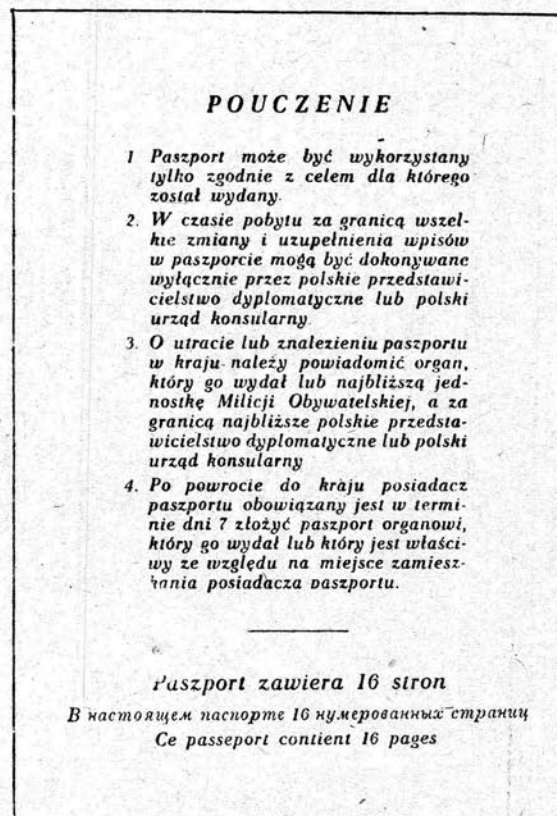 POUCZENIE
1 Paszport może być wykorzystany
tylko zgodnie z celem dla którego
został wydany.
2. W czasie pobytu za granicą wszel-
kie zmiany i uzupełnienia wpisów
w paszporcie mogą być dokonywane
wyłącznie przez polskie przedstawi-
cielstwo dyplomatyczne lub polski
urząd konsularny.
3. O utracie lub znalezieniu paszportu
w kraju należy powiadomić organ,
który go wydał lub najbliższą jed-
nostkę Milicji Obywatelskiej, a za
granicą najbliższe polskie przedsta-
wicielstwo dyplomatyczne lub polski
urząd konsularny
4. Po powrocie do kraju posiadacz
paszportu obowiązany jest w termi-
nie dni 7 złożyć paszport organowi,
który go wydał lub który jest właści-
wy ze względu na miejsce zamiesz-
kania posiadacza paszportu.
Paszport zawiera 16 stron
В настоящем паспорте 16 нумерованных страниц
Ce passeport contient 16 pages